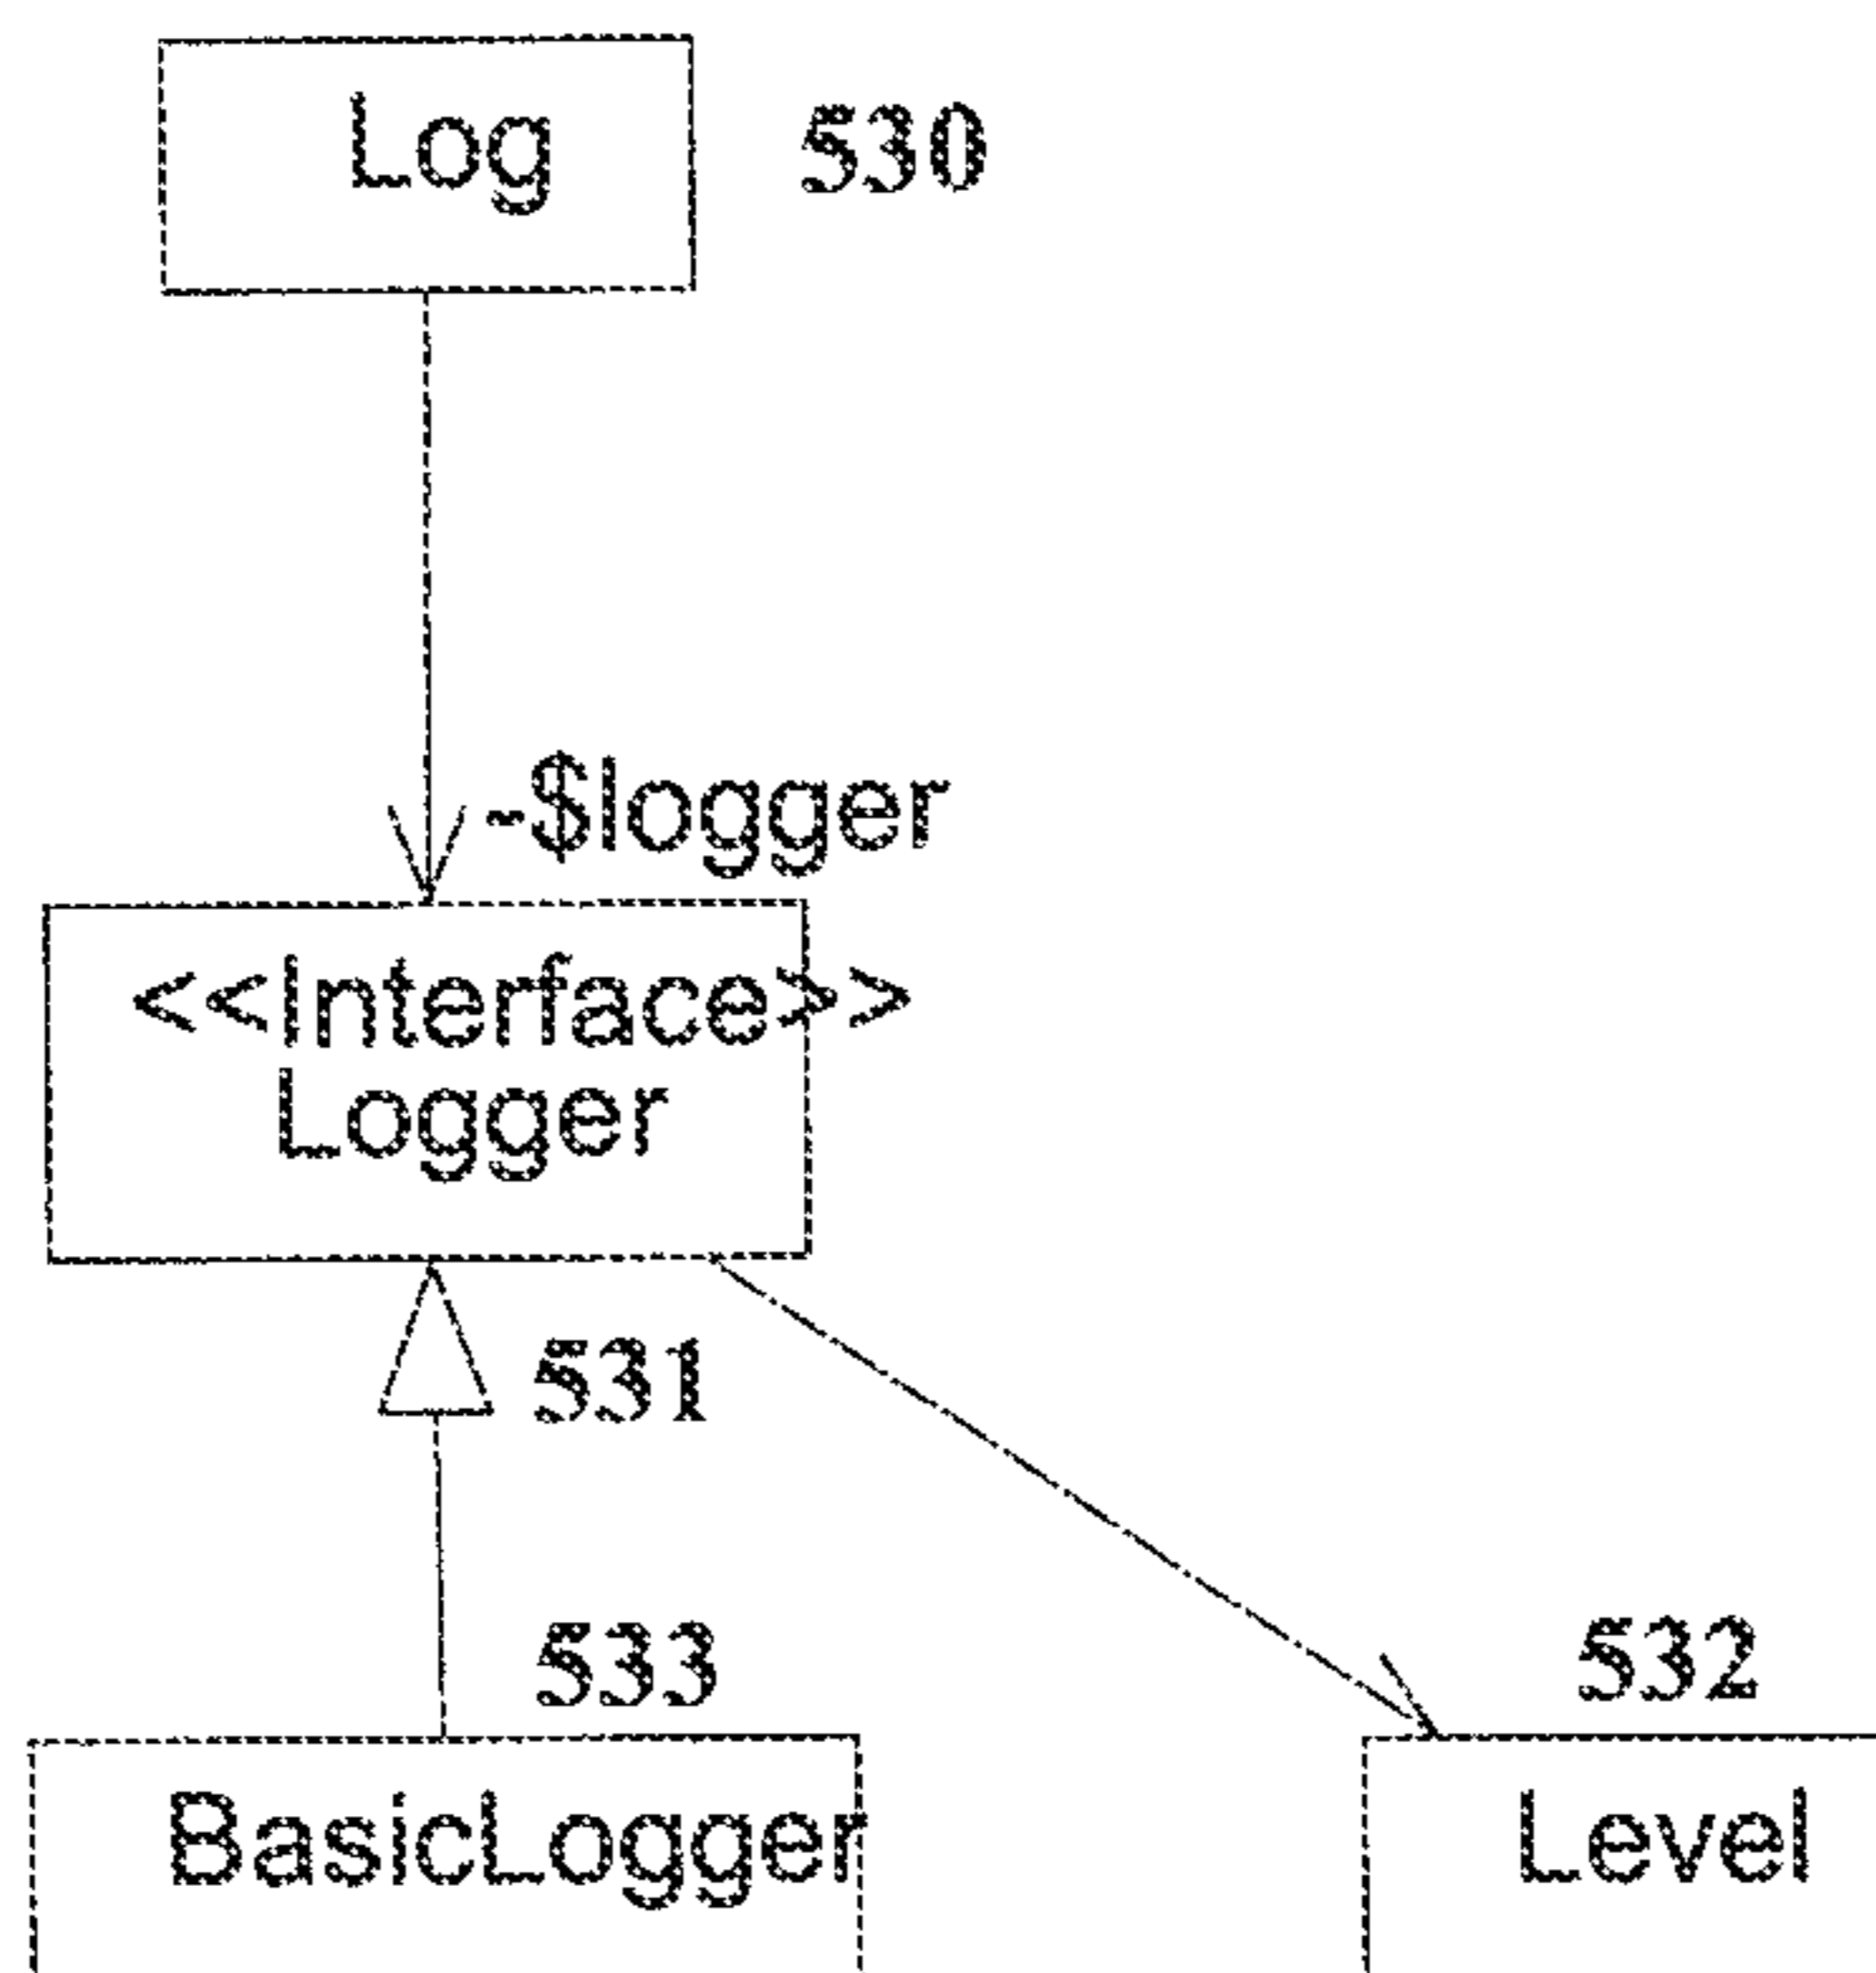 Log
530
-$logger
<<Interface>>
Logger
531
533
532
BasicLogger
Level